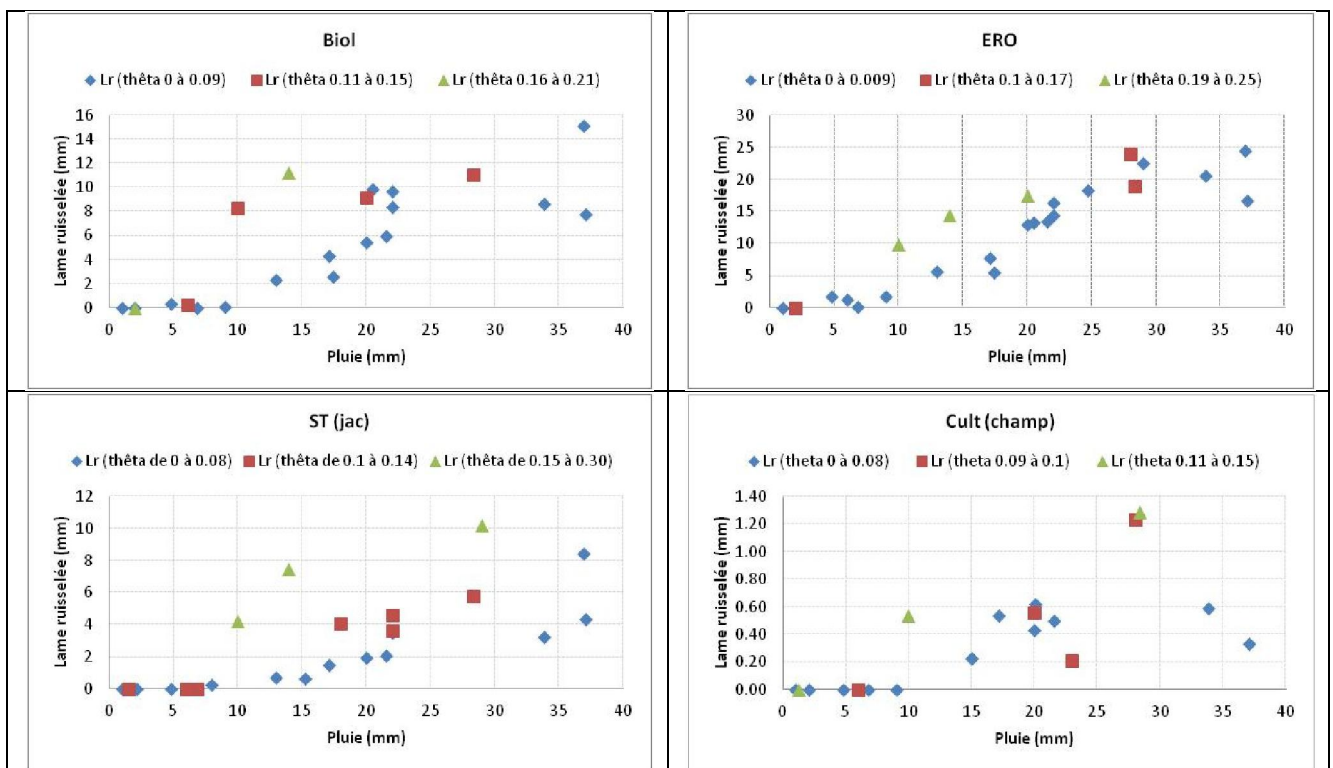 Biol
Lr (thêta 0 à 0.09) Lr (thêta 0.11 à 0.15) Lr (thêta 0.16 à 0.21)
Lame ruisselée (mm)
16
14
12
10
8
6
4
2
0
0 5 10 15 20 25 30 35 40
Pluie (mm)
ERO
Lr (thêta 0 à 0.009) Lr (thêta 0.1 à 0.17) Lr (thêta 0.19 à 0.25)
Lame ruisselée (mm)
30
25
20
15
10
5
0
0 5 10 15 20 25 30 35 40
Pluie (mm)
ST (jac)
Lr (thêta de 0 à 0.08) Lr (thêta de 0.1 à 0.14) Lr (thêta de 0.15 à 0.30)
Lame ruisselée (mm)
12
10
8
6
4
2
0
0 5 10 15 20 25 30 35 40
Pluie (mm)
Cult (champ)
Lr (theta 0 à 0.08) Lr (theta 0.09 à 0.1) Lr (theta 0.11 à 0.15)
Lame ruisselée (mm)
1.40
1.20
1.00
0.80
0.60
0.40
0.20
0.00
0 5 10 15 20 25 30 35 40
Pluie (mm)